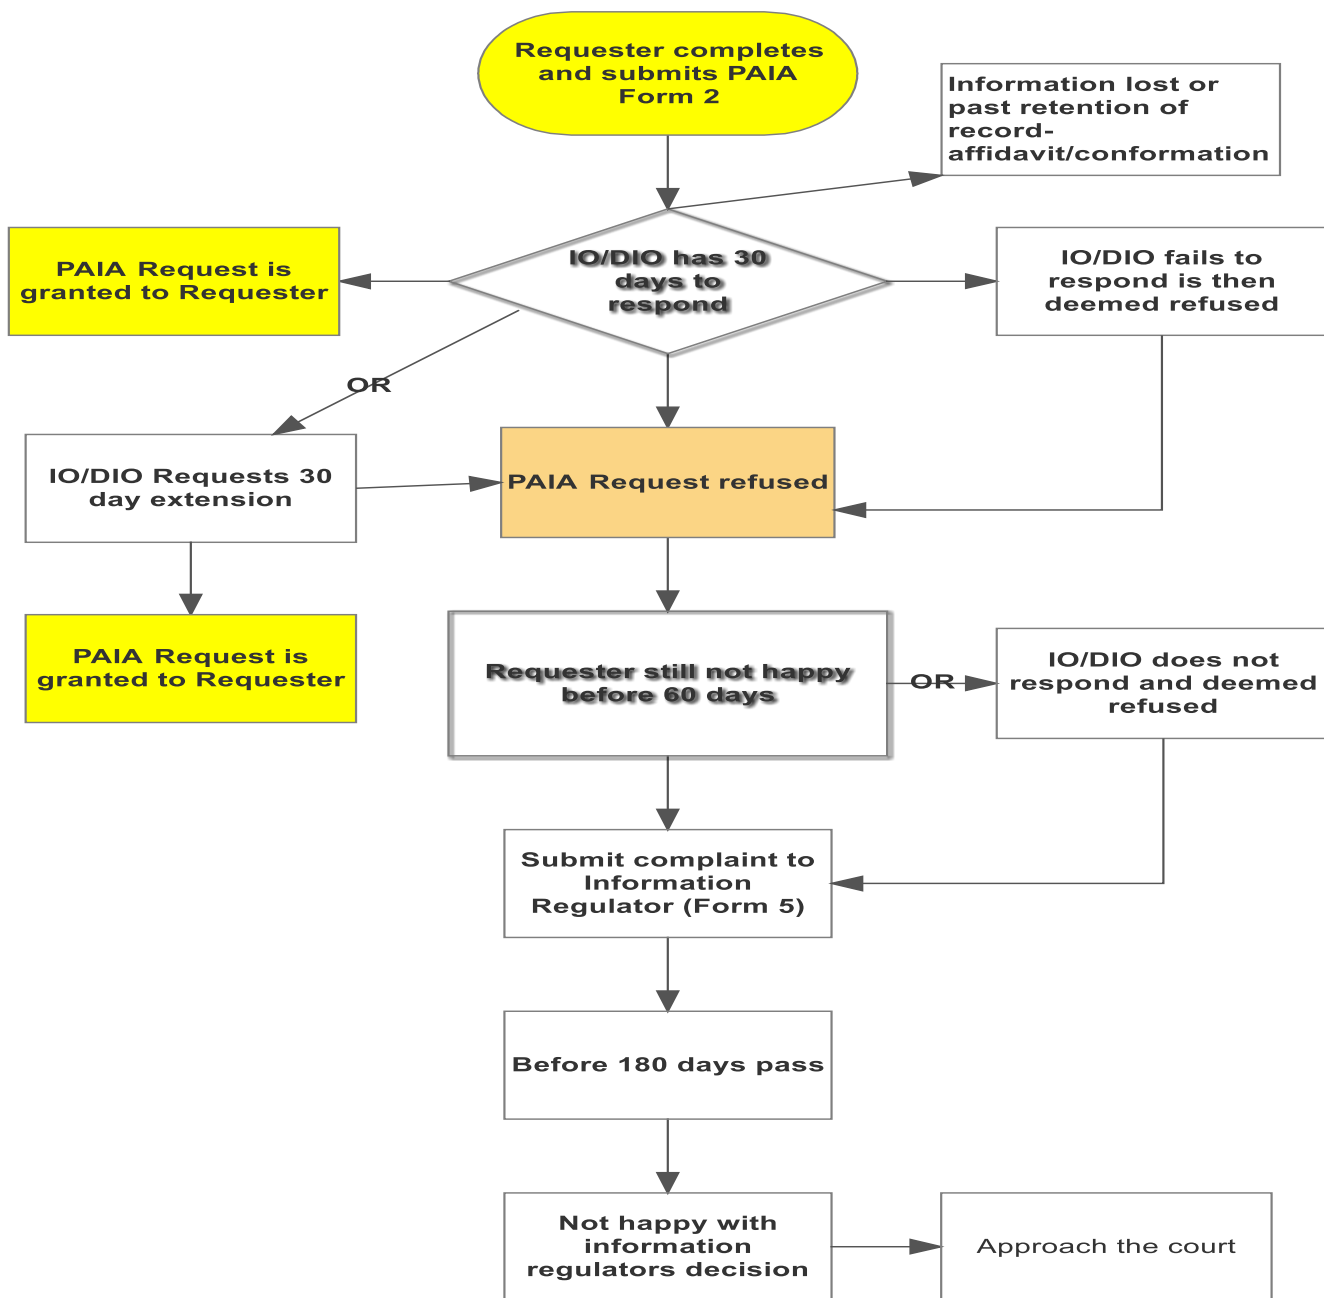 Requester completes
and submits PAIA
Form 2
Information lost or
past retention of
record-
affidavit/conformation
PAIA Request is
granted to Requester
IO/DIO has 30
days to
respond
IO/DIO fails to
respond is then
deemed refused
OR
IO/DIO Requests 30
day extension
PAIA Request refused
PAIA Request is
granted to Requester
Requester still not happy
before 60 days
OR
IO/DIO does not
respond and deemed
refused
Submit complaint to
Information
Regulator (Form 5)
Before 180 days pass
Not happy with
information
regulators decision
Approach the court